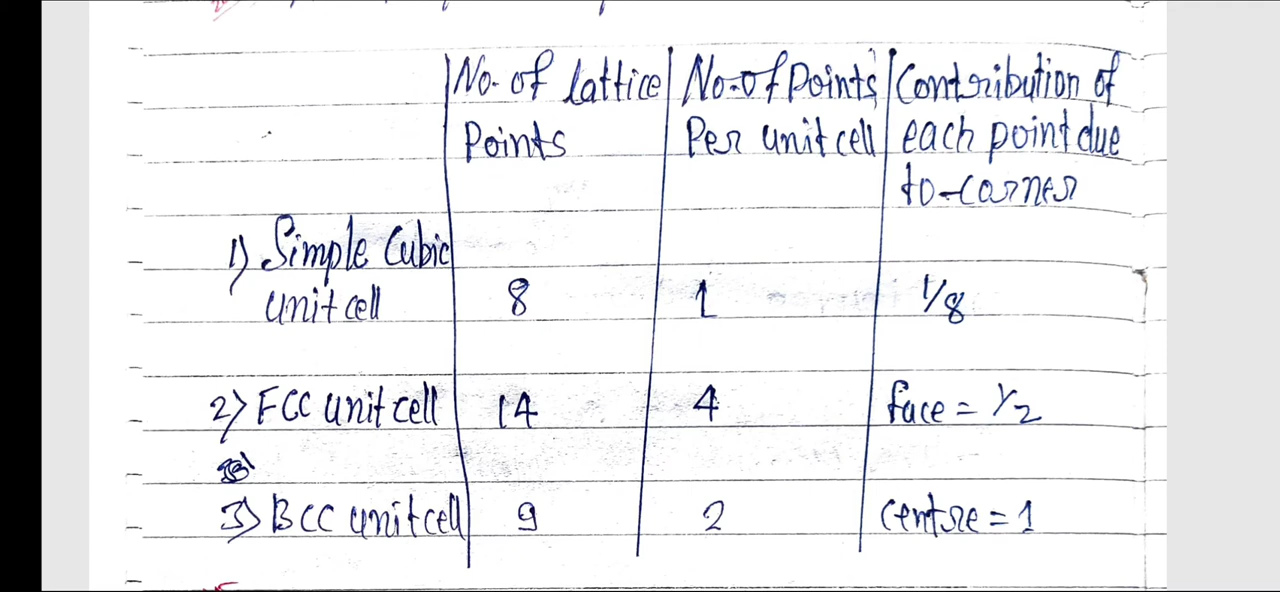 No. of lattice Points | No. of Points Per unit cell | Contribution of each point due to corner
1) Simple Cubic unit cell | 8 | 1 | 1/8
2) FCC unit cell | 14 | 4 | face = 1/2
3) BCC unit cell | 9 | 2 | centre = 1